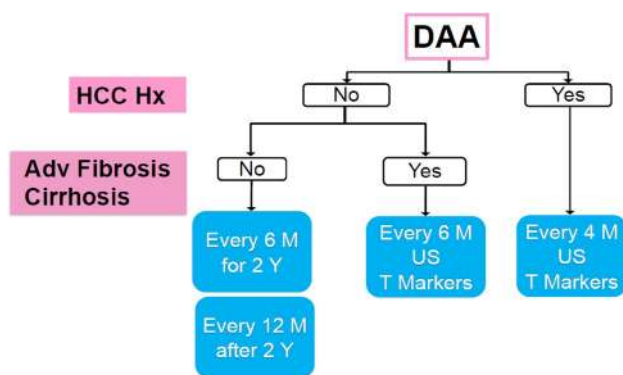 DAA
HCC Hx
No
Yes
Adv Fibrosis
Cirrhosis
No
Yes
Every 6 M
for 2 Y
Every 6 M
US
T Markers
Every 4 M
US
T Markers
Every 12 M
after 2 Y